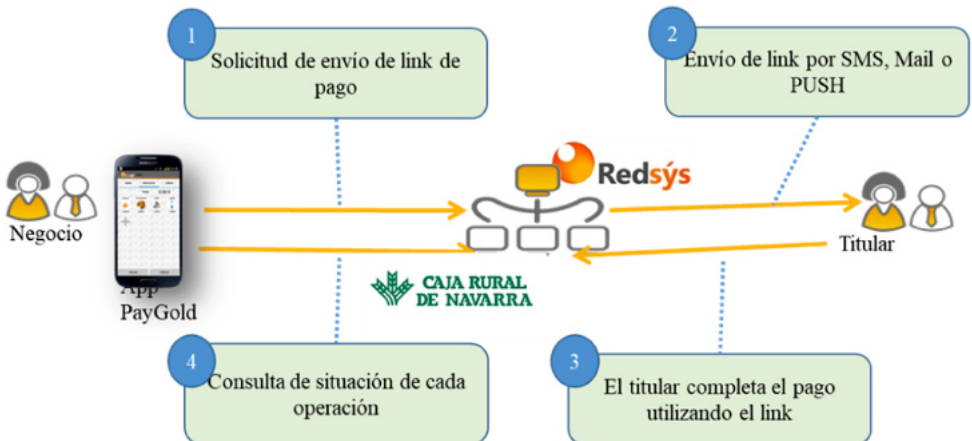 1
Solicitud de envío de link de
pago
2
Envío de link por SMS, Mail o
PUSH
Redsýs
Negocio
App
PayGold
CAJA RURAL
DE NAVARRA
Titular
4
Consulta de situación de cada
operación
3
El titular completa el pago
utilizando el link